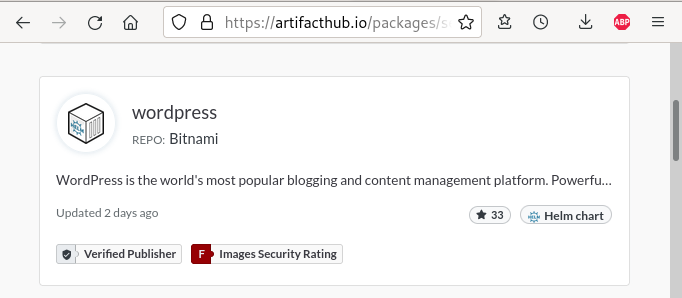 https://artifacthub.io/packages/s
ABP
wordpress
REPO: Bitnami
WordPress is the world's most popular blogging and content management platform. Powerfu...
Updated 2 days ago
33
HELM Helm chart
Verified Publisher
F Images Security Rating